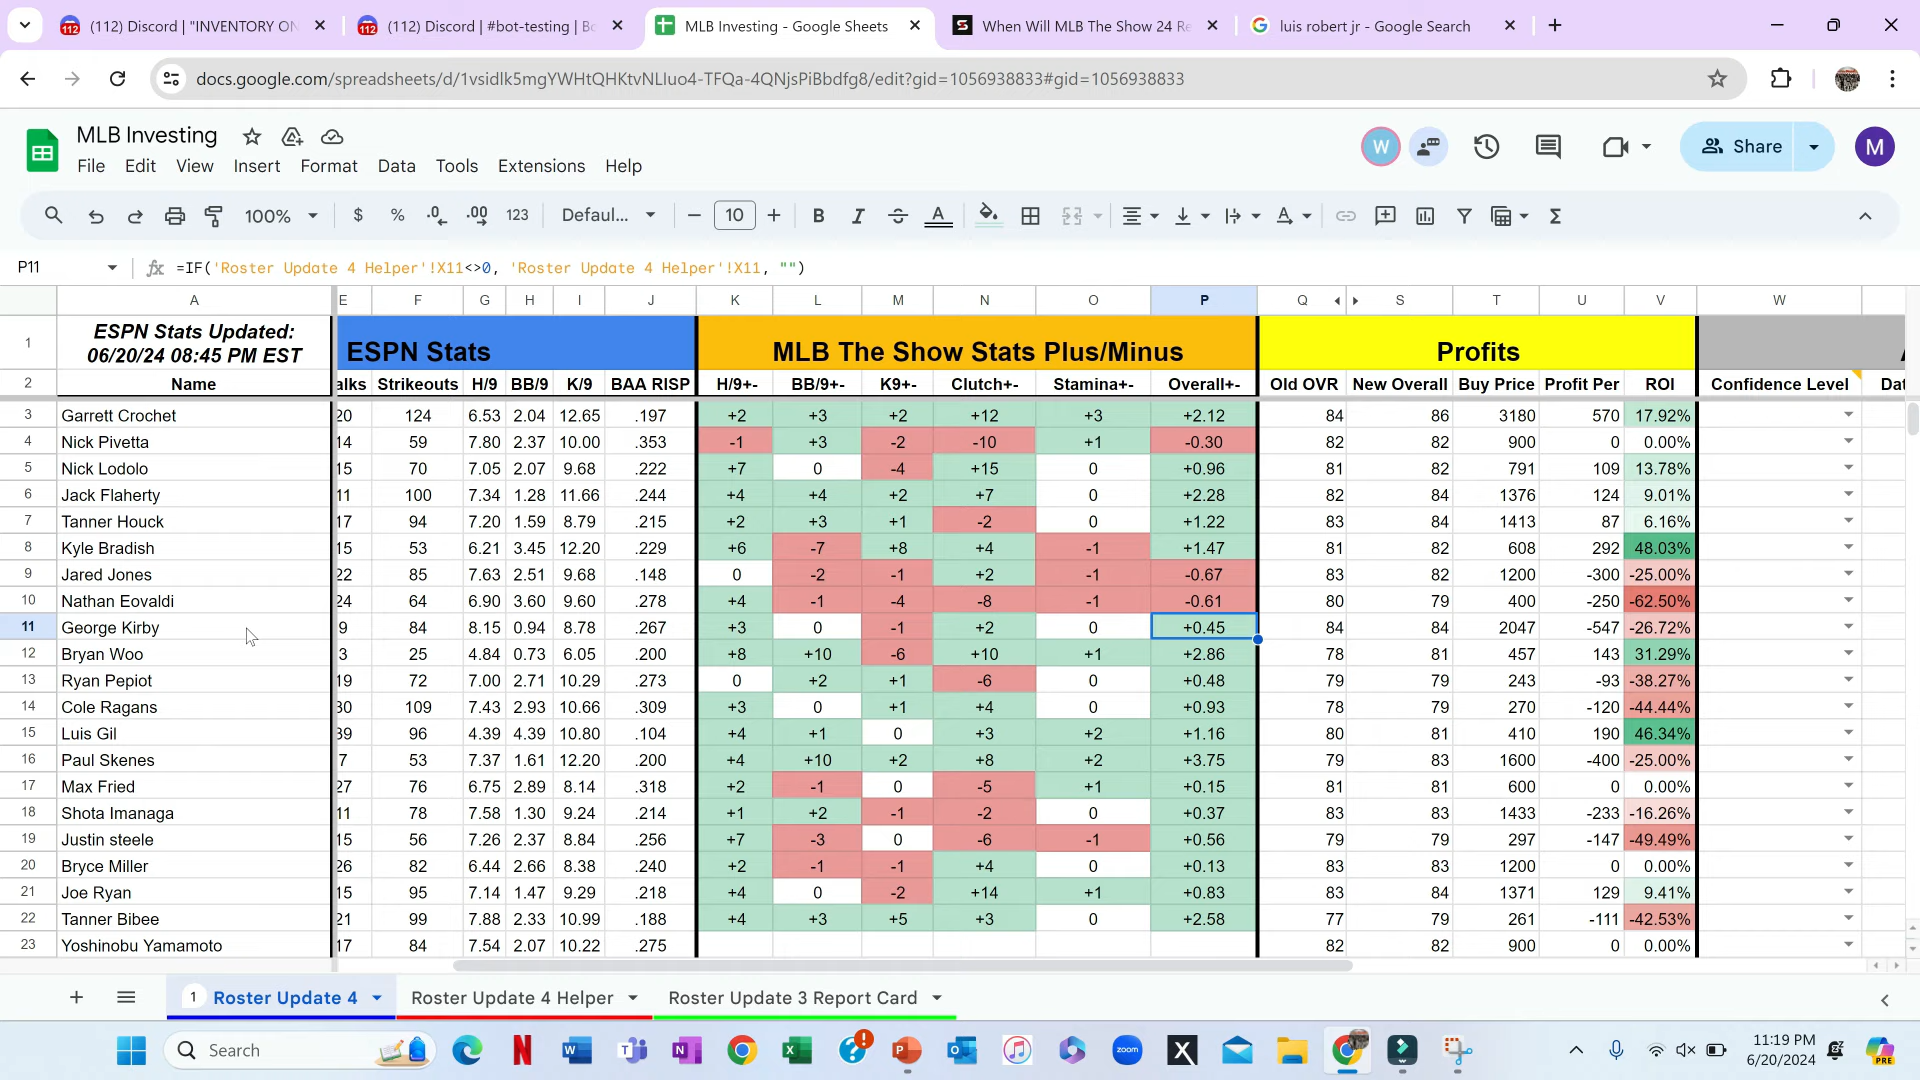 (112) Discord | "INVENTORY ON
(112) Discord | #bot-testing | Bo
MLB Investing - Google Sheets
When Will MLB The Show 24 Re
luis robert jr - Google Search
docs.google.com/spreadsheets/d/1vsidlk5mgYWHtQHKtvNLluo4-TFQa-4QNjsPiBbdfg8/edit?gid=1056938833#gid=1056938833
MLB Investing
File Edit View Insert Format Data Tools Extensions Help
W
Share
M
100% $ % .0 .00 123 Defaul... 10 B I A
P11
=IF('Roster Update 4 Helper'!X11<>0, 'Roster Update 4 Helper'!X11, "")
A E F G H I J K L M N O P Q S T U V W
1 ESPN Stats Updated: 06/20/24 08:45 PM EST ESPN Stats MLB The Show Stats Plus/Minus Profits
2 Name alks Strikeouts H/9 BB/9 K/9 BAA RISP H/9+- BB/9+- K9+- Clutch+- Stamina+- Overall+- Old OVR New Overall Buy Price Profit Per ROI Confidence Level Dat
3 Garrett Crochet 20 124 6.53 2.04 12.65 .197 +2 +3 +2 +12 +3 +2.12 84 86 3180 570 17.92%
4 Nick Pivetta 14 59 7.80 2.37 10.00 .353 -1 +3 -2 -10 +1 -0.30 82 82 900 0 0.00%
5 Nick Lodolo 15 70 7.05 2.07 9.68 .222 +7 0 -4 +15 0 +0.96 81 82 791 109 13.78%
6 Jack Flaherty 11 100 7.34 1.28 11.66 .244 +4 +4 +2 +7 0 +2.28 82 84 1376 124 9.01%
7 Tanner Houck 17 94 7.20 1.59 8.79 .215 +2 +3 +1 -2 0 +1.22 83 84 1413 87 6.16%
8 Kyle Bradish 15 53 6.21 3.45 12.20 .229 +6 -7 +8 +4 -1 +1.47 81 82 608 292 48.03%
9 Jared Jones 22 85 7.63 2.51 9.68 .148 0 -2 -1 +2 -1 -0.67 83 82 1200 -300 -25.00%
10 Nathan Eovaldi 24 64 6.90 3.60 9.60 .278 +4 -1 -4 -8 -1 -0.61 80 79 400 -250 -62.50%
11 George Kirby 9 84 8.15 0.94 8.78 .267 +3 0 -1 +2 0 +0.45 84 84 2047 -547 -26.72%
12 Bryan Woo 3 25 4.84 0.73 6.05 .200 +8 +10 -6 +10 +1 +2.86 78 81 457 143 31.29%
13 Ryan Pepiot 19 72 7.00 2.71 10.29 .273 0 +2 +1 -6 0 +0.48 79 79 243 -93 -38.27%
14 Cole Ragans 30 109 7.43 2.93 10.66 .309 +3 0 +1 +4 0 +0.93 78 79 270 -120 -44.44%
15 Luis Gil 39 96 4.39 4.39 10.80 .104 +4 +1 0 +3 +2 +1.16 80 81 410 190 46.34%
16 Paul Skenes 7 53 7.37 1.61 12.20 .200 +4 +10 +2 +8 +2 +3.75 79 83 1600 -400 -25.00%
17 Max Fried 27 76 6.75 2.89 8.14 .318 +2 -1 0 -5 +1 +0.15 81 81 600 0 0.00%
18 Shota Imanaga 11 78 7.58 1.30 9.24 .214 +1 +2 -1 -2 0 +0.37 83 83 1433 -233 -16.26%
19 Justin steele 15 56 7.26 2.37 8.84 .256 +7 -3 0 -6 -1 +0.56 79 79 297 -147 -49.49%
20 Bryce Miller 26 82 6.44 2.66 8.38 .240 +2 -1 -1 +4 0 +0.13 83 83 1200 0 0.00%
21 Joe Ryan 15 95 7.14 1.47 9.29 .218 +4 0 -2 +14 +1 +0.83 83 84 1371 129 9.41%
22 Tanner Bibee 21 99 7.88 2.33 10.99 .188 +4 +3 +5 +3 0 +2.58 77 79 261 -111 -42.53%
23 Yoshinobu Yamamoto 17 84 7.54 2.07 10.22 .275 82 82 900 0 0.00%
1 Roster Update 4 Roster Update 4 Helper Roster Update 3 Report Card
Search
zoom
11:19 PM
6/20/2024